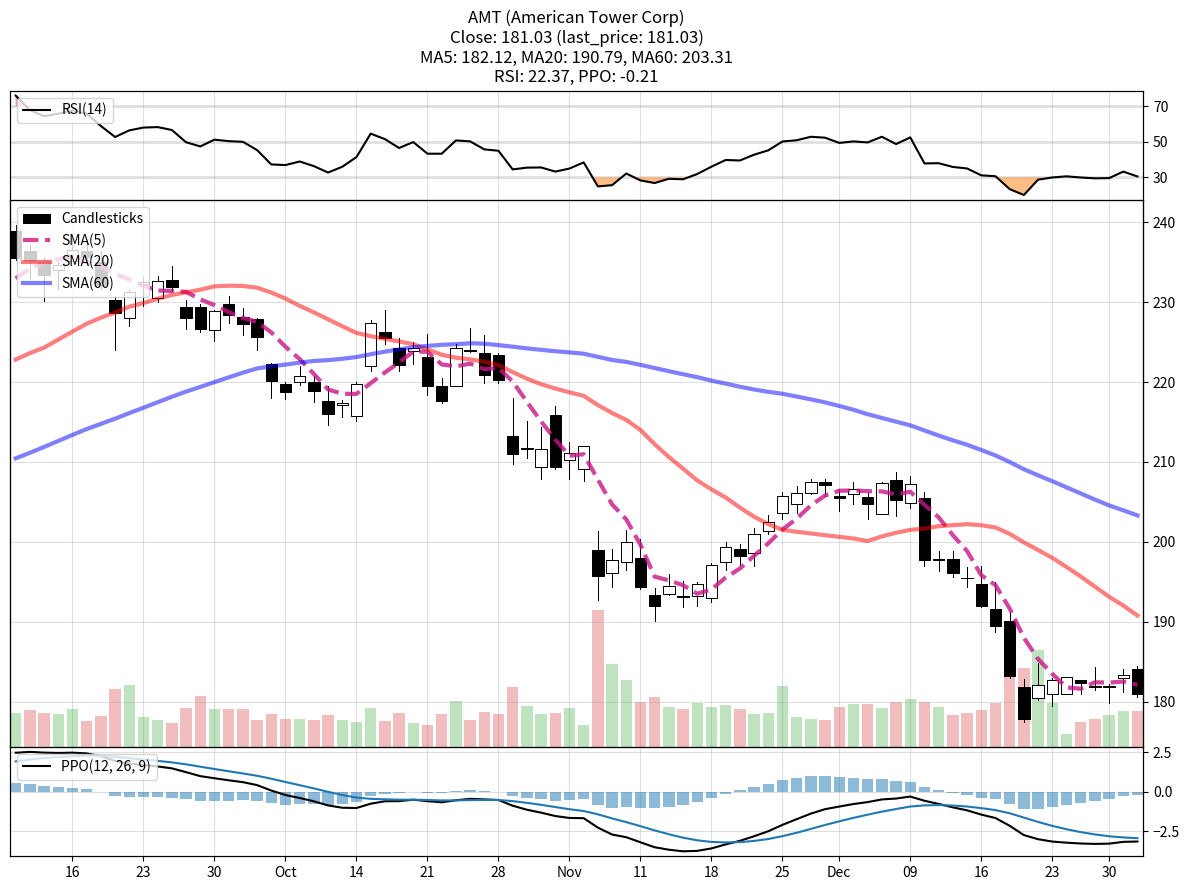 AMT (American Tower Corp)
Close: 181.03 (last_price: 181.03)
MA5: 182.12, MA20: 190.79, MA60: 203.31
RSI: 22.37, PPO: -0.21
RSI(14)
70
50
30
Candlesticks
SMA(5)
SMA(20)
SMA(60)
240
230
220
210
200
190
180
PPO(12, 26, 9)
2.5
0.0
−2.5
16 23 30 Oct 14 21 28 Nov 11 18 25 Dec 09 16 23 30